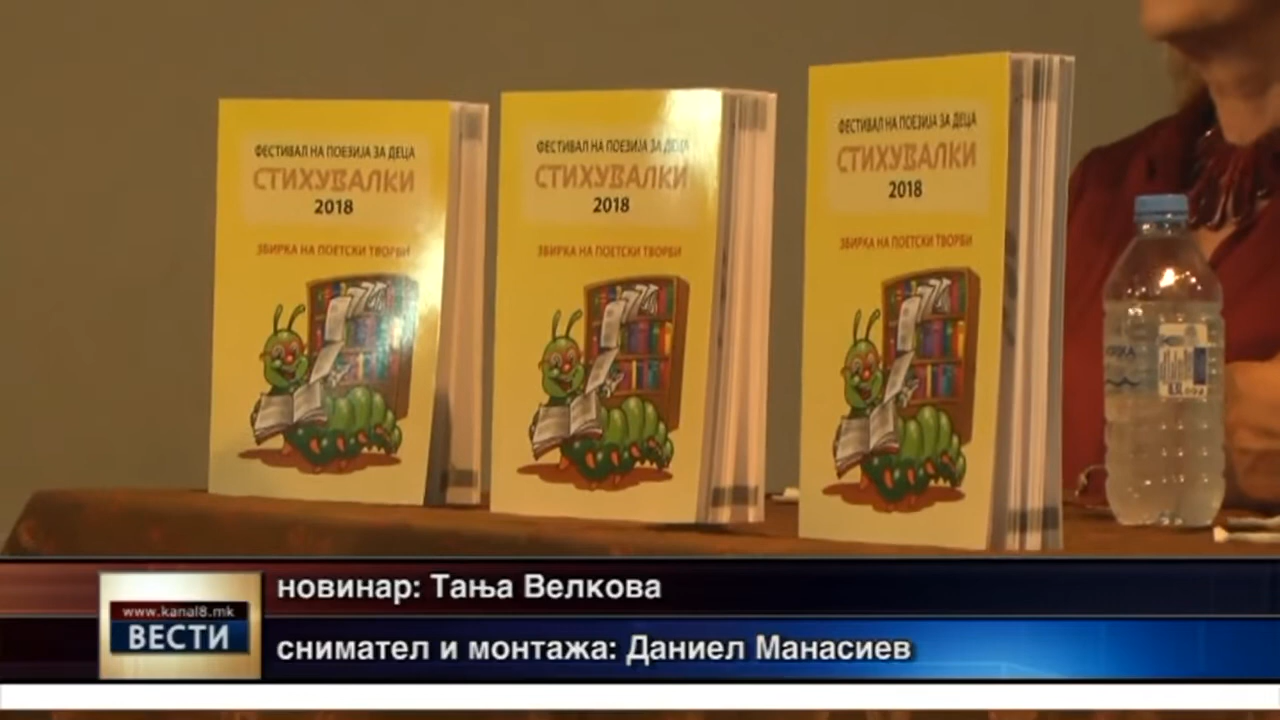 ФЕСТИВАЛ НА ПОЕЗИЈА ЗА ДЕЦА
СТИХУВАЛКИ
2018
ЗБИРКА НА ПОЕТСКИ ТВОРБИ
ФЕСТИВАЛ НА ПОЕЗИЈА ЗА ДЕЦА
СТИХУВАЛКИ
2018
ЗБИРКА НА ПОЕТСКИ ТВОРБИ
ФЕСТИВАЛ НА ПОЕЗИЈА ЗА ДЕЦА
СТИХУВАЛКИ
2018
ЗБИРКА НА ПОЕТСКИ ТВОРБИ
www.kanal8.mk
ВЕСТИ
новинар: Тања Велкова
снимател и монтажа: Даниел Манасиев